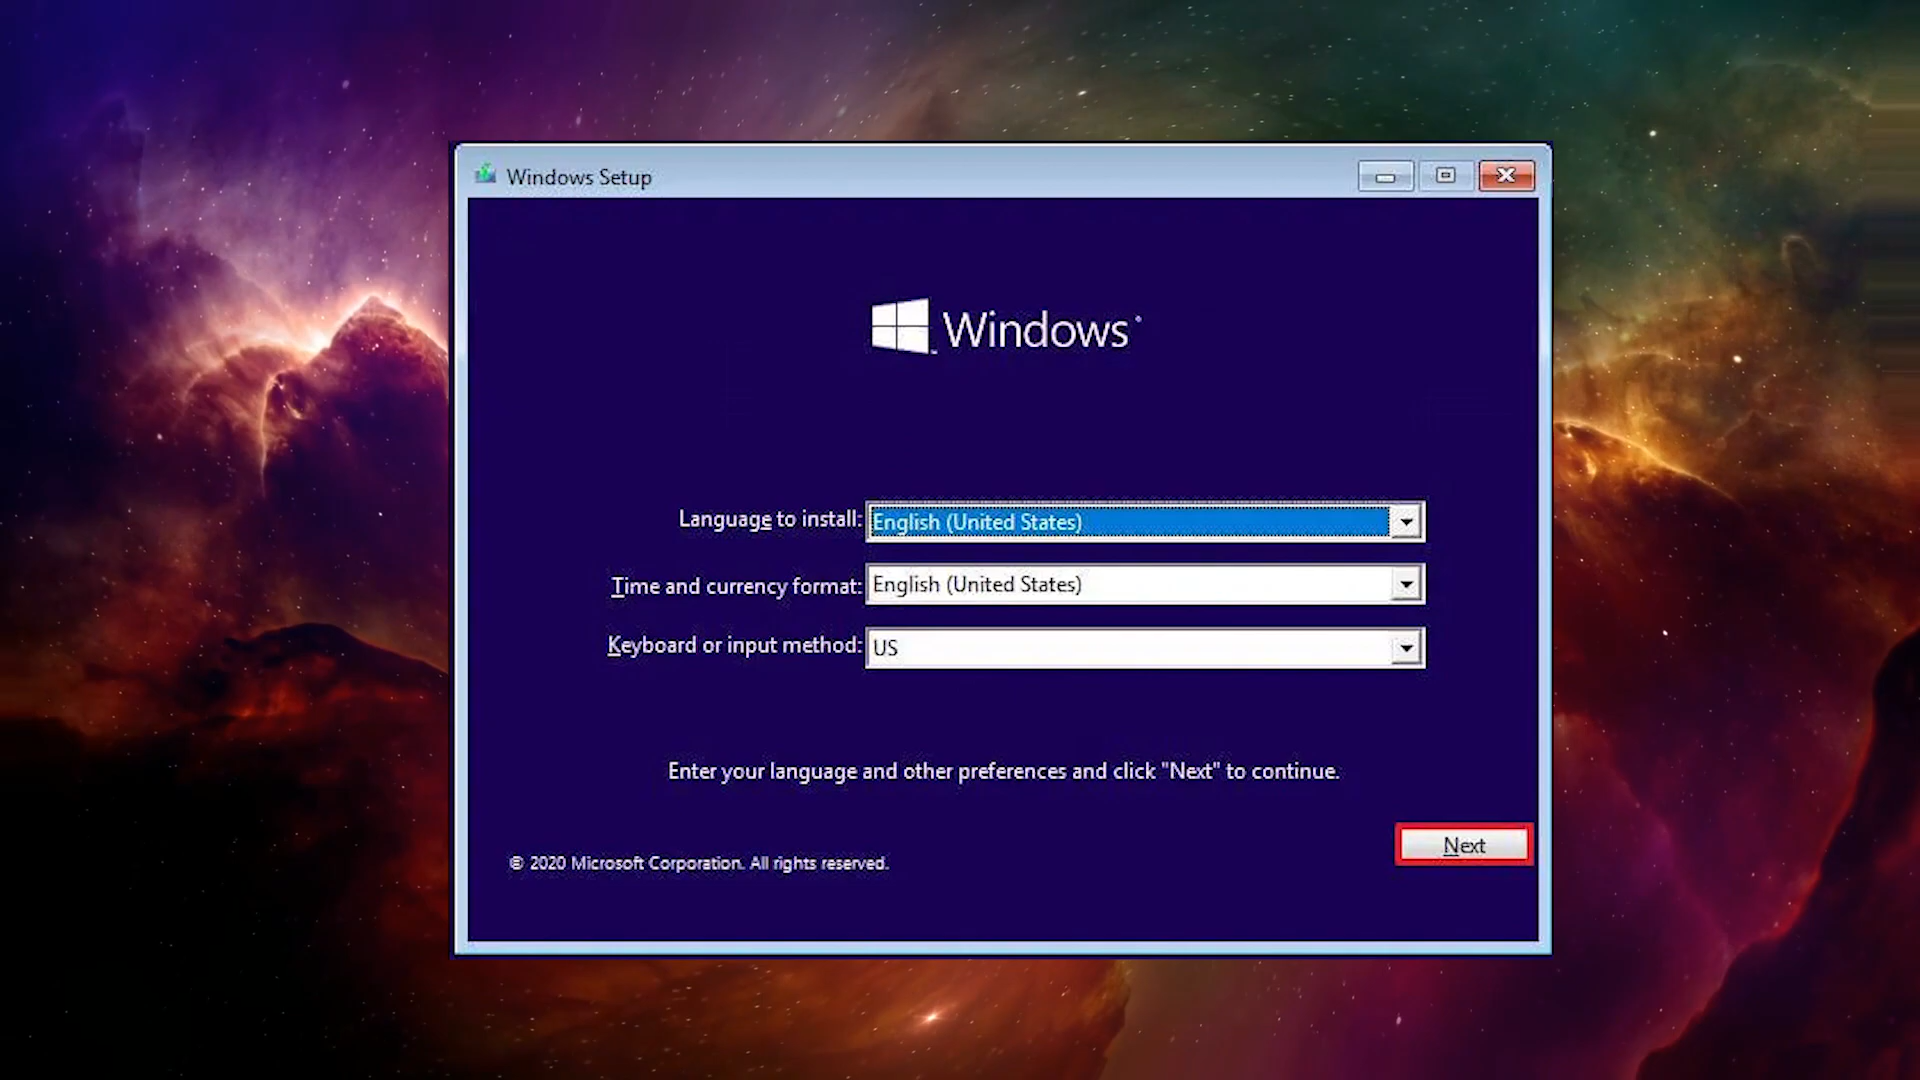 Windows Setup
Windows
Language to install: English (United States)
Time and currency format: English (United States)
Keyboard or input method: US
Enter your language and other preferences and click "Next" to continue.
Next
© 2020 Microsoft Corporation. All rights reserved.